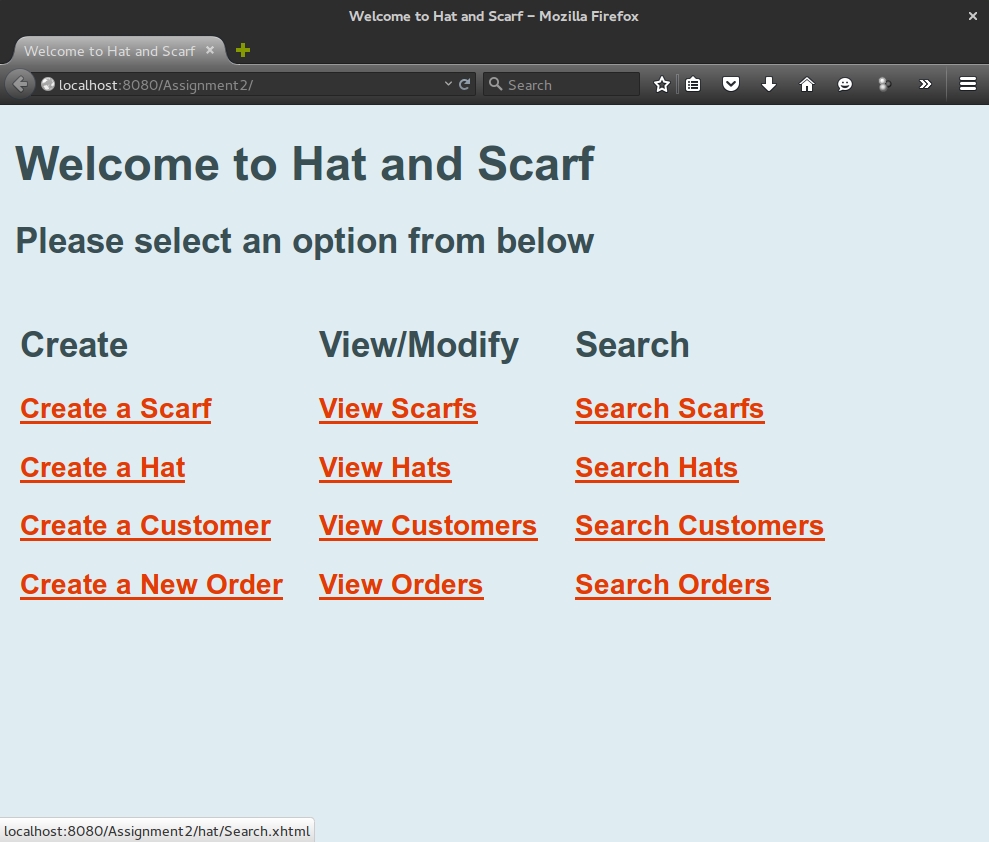 Welcome to Hat and Scarf – Mozilla Firefox
Welcome to Hat and Scarf
localhost:8080/Assignment2/
Search
Welcome to Hat and Scarf
Please select an option from below
Create View/Modify Search
Create a Scarf View Scarfs Search Scarfs
Create a Hat View Hats Search Hats
Create a Customer View Customers Search Customers
Create a New Order View Orders Search Orders
localhost:8080/Assignment2/hat/Search.xhtml